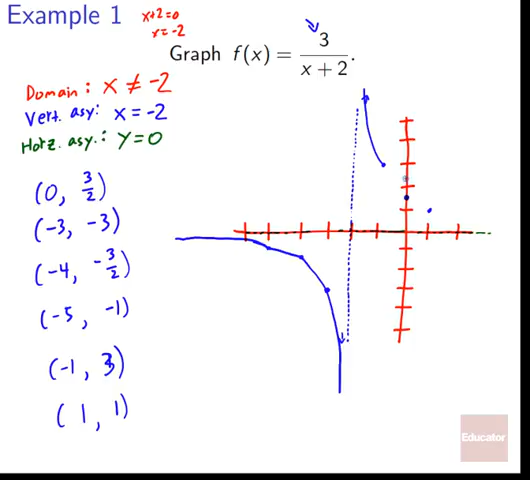 Example 1
x+2=0
x=-2
Graph f(x) = 3 / (x + 2).
Domain: x ≠ -2
Vert. asy: x = -2
Horz. asy.: y=0
(0, 3/2)
(-3, -3)
(-4, -3/2)
(-5, -1)
(-1, 3)
(1, 1)
Educator